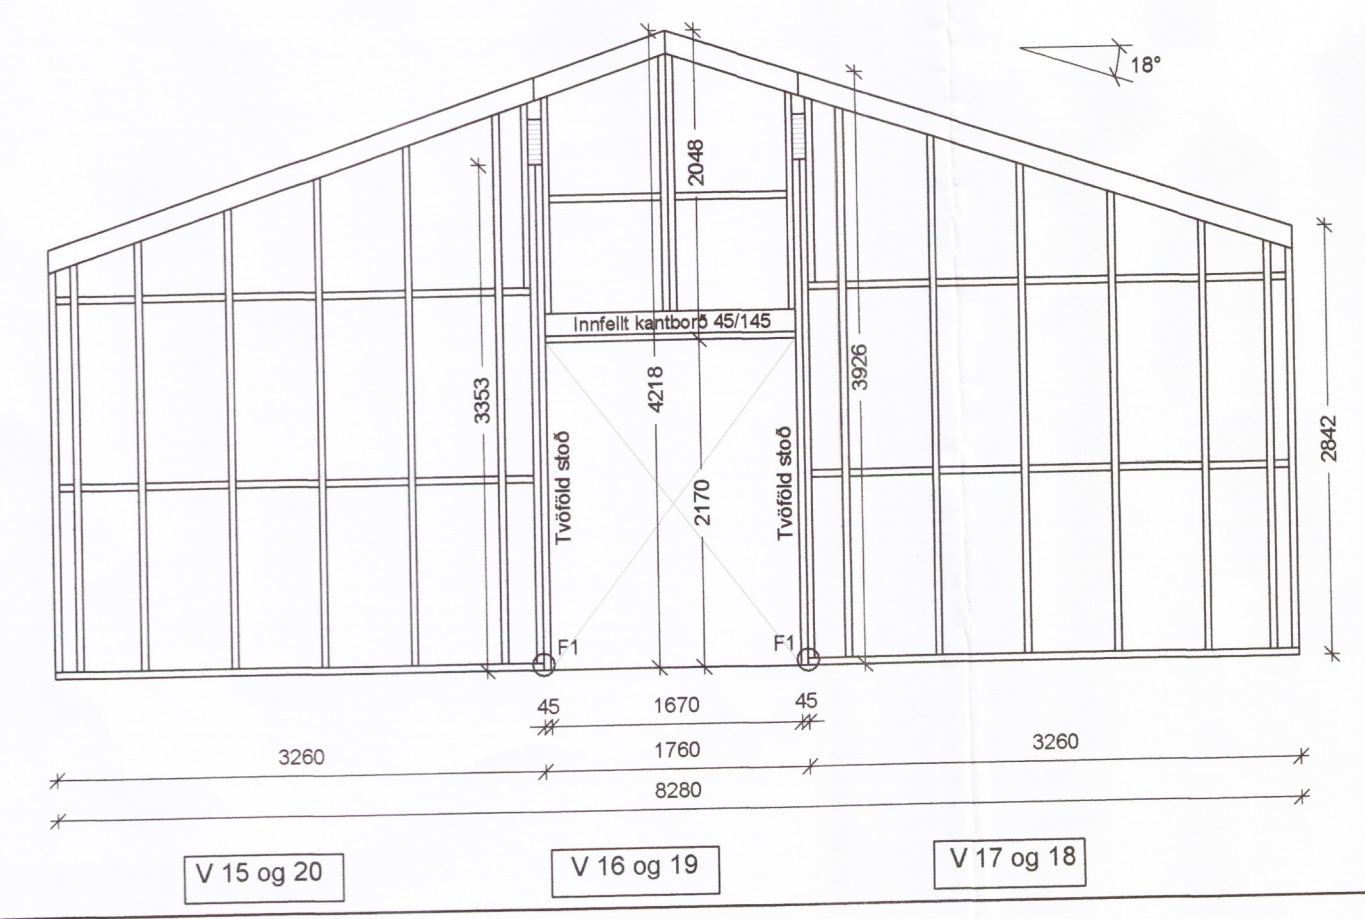 18°
2048
Innfellt kantborð 45/145
3353
4218
3926
2842
Tvöföld stoð
2170
Tvöföld stoð
F1
F1
45
1670
45
3260
1760
3260
8280
V 15 og 20
V 16 og 19
V 17 og 18